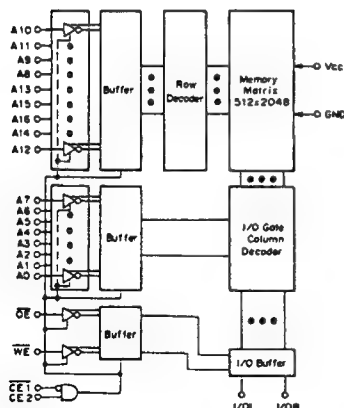 A10
A11
A9
A8
A13
A15
A16
A14
A12
Buffer
Row
Decoder
Memory
Matrix
512x2048
Vcc
GND
A7
A6
A5
A4
A3
A2
A1
A0
Buffer
I/O Gate
Column
Decoder
OE
WE
Buffer
I/O Buffer
CE1
CE2
I/O1
I/O8